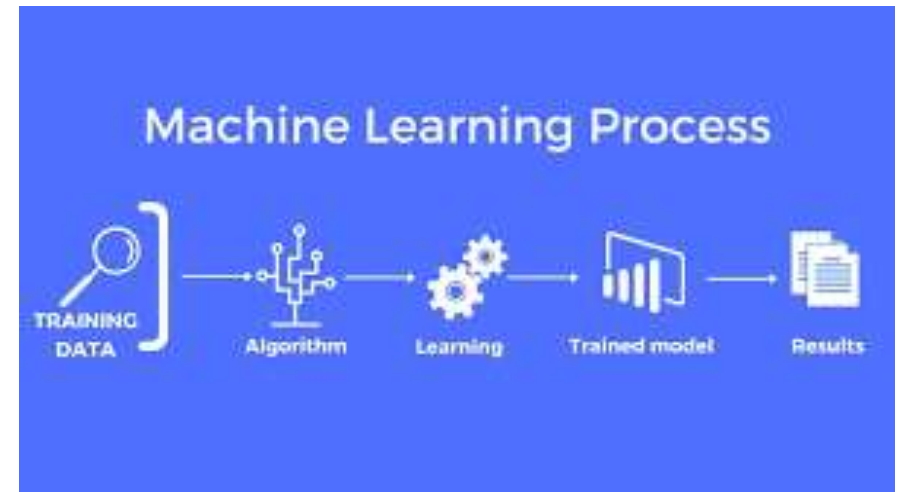 Machine Learning Process
TRAINING
DATA
Algorithm
Learning
Trained model
Results